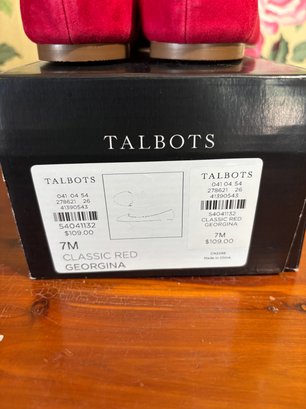 TALBOTS
TALBOTS
041 04 54
278621 26
41390543
54041132
$109.00
7M
CLASSIC RED
GEORGINA
TALBOTS
041 04 54
278621 26
41390543
54041132
CLASSIC RED
GEORGINA
7M
$109.00
Made in China